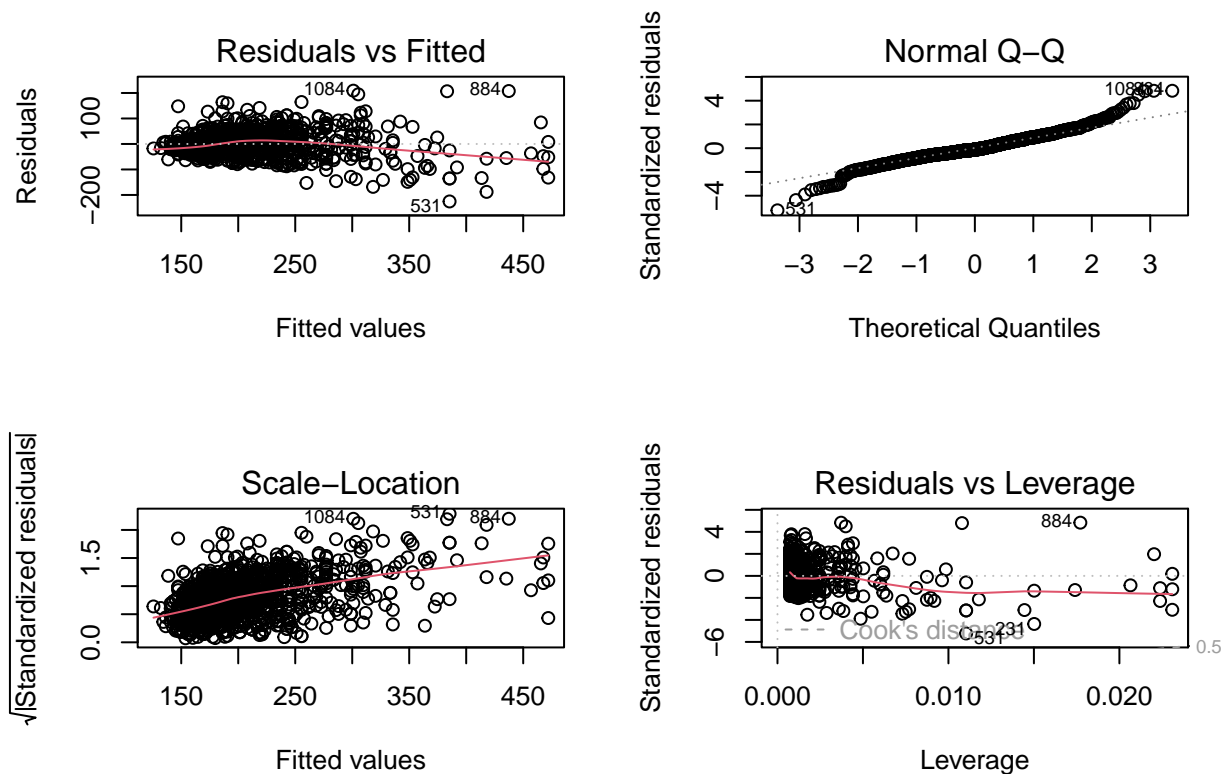 Residuals vs Fitted
Residuals
100
−200
1084
884
531
150 250 350 450
Fitted values
Normal Q−Q
Standardized residuals
4
0
−4
1084
884
531
−3 −2 −1 0 1 2 3
Theoretical Quantiles
Scale−Location
√|Standardized residuals|
1.5
0.0
1084
531
884
150 250 350 450
Fitted values
Residuals vs Leverage
Standardized residuals
4
0
−6
884
Cook's distance
231
531
0.5
0.000 0.010 0.020
Leverage